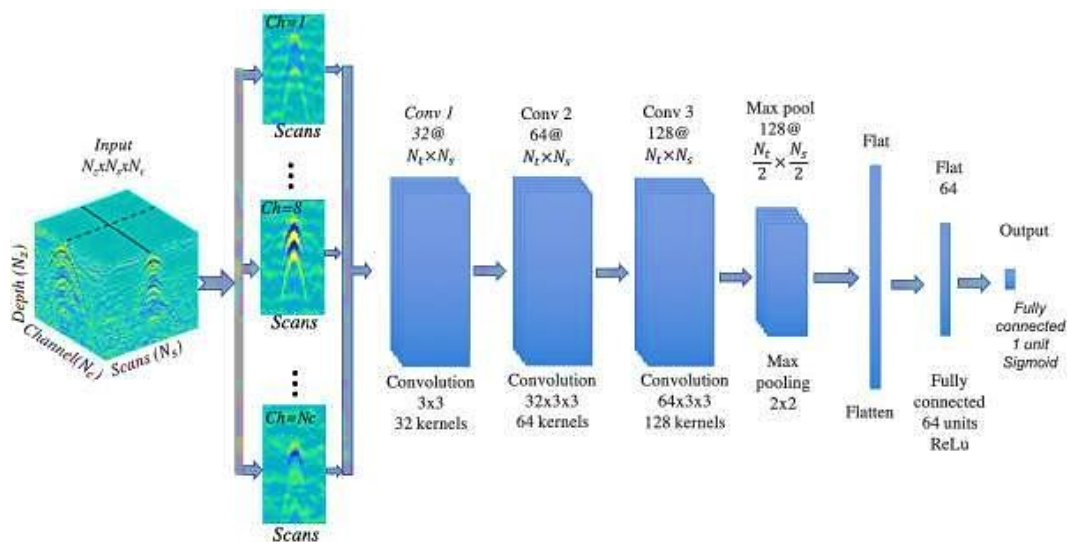 Input
N_zxN_sxN_c
Depth (N_z)
Channel(N_c)
Scans (N_s)
Ch=1
Scans
Ch=8
Scans
Ch=Nc
Scans
Conv 1
32@
N_t×N_s
Convolution
3x3
32 kernels
Conv 2
64@
N_t×N_s
Convolution
32x3x3
64 kernels
Conv 3
128@
N_t×N_s
Convolution
64x3x3
128 kernels
Max pool
128@
N_t/2 × N_s/2
Max
pooling
2x2
Flat
Flatten
Flat
64
Fully
connected
64 units
ReLu
Output
Fully
connected
1 unit
Sigmoid